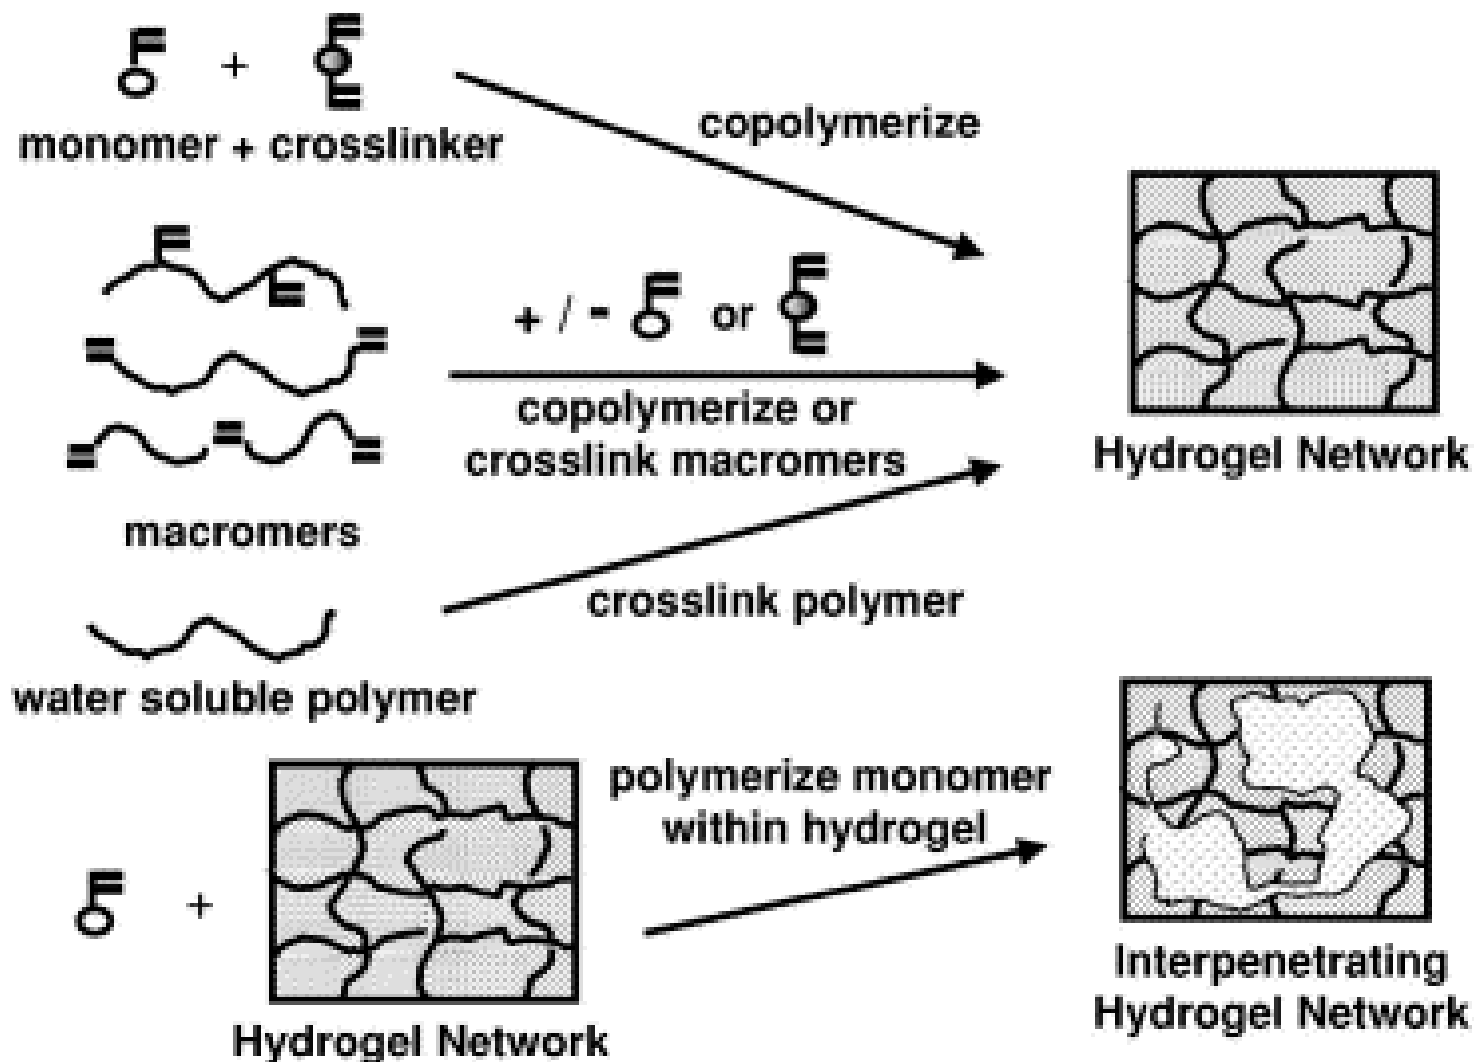 +
monomer + crosslinker
copolymerize
+ / - or
copolymerize or
crosslink macromers
macromers
Hydrogel Network
crosslink polymer
water soluble polymer
polymerize monomer
within hydrogel
+
Hydrogel Network
Interpenetrating
Hydrogel Network